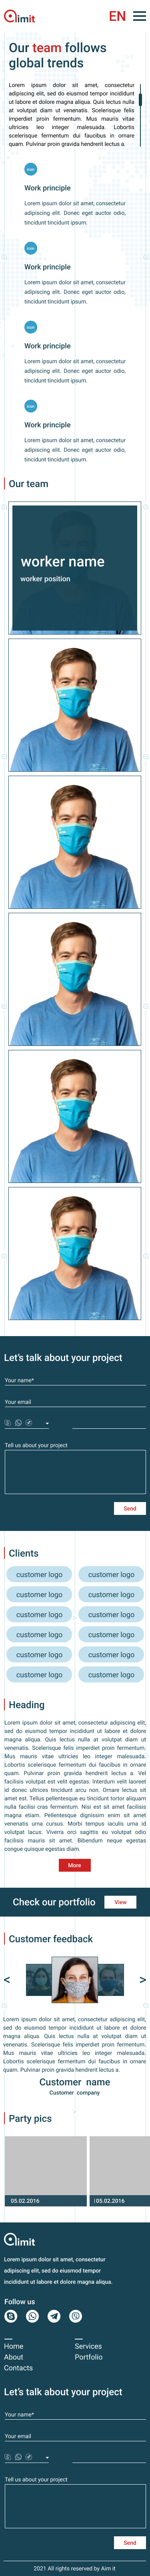 aimit EN
Our team follows
global trends
Lorem ipsum dolor sit amet, consectetur
adipiscing elit, sed do eiusmod tempor incididunt
ut labore et dolore magna aliqua. Quis lectus nulla
at volutpat diam ut venenatis. Scelerisque felis
imperdiet proin fermentum. Mus mauris vitae
ultricies leo integer malesuada. Lobortis
scelerisque fermentum dui faucibus in ornare
quam. Pulvinar proin gravida hendrerit lectus a.
Work principle
Lorem ipsum dolor sit amet, consectetur
adipiscing elit. Donec eget auctor odio,
tincidunt tincidunt ipsum.
Work principle
Lorem ipsum dolor sit amet, consectetur
adipiscing elit. Donec eget auctor odio,
tincidunt tincidunt ipsum.
Work principle
Lorem ipsum dolor sit amet, consectetur
adipiscing elit. Donec eget auctor odio,
tincidunt tincidunt ipsum.
Work principle
Lorem ipsum dolor sit amet, consectetur
adipiscing elit. Donec eget auctor odio,
tincidunt tincidunt ipsum.
Our team
worker name
worker position
Let's talk about your project
Your name*
Your email
Tell us about your project
Send
Clients
customer logo customer logo
customer logo customer logo
customer logo customer logo
customer logo customer logo
customer logo customer logo
customer logo customer logo
Heading
Lorem ipsum dolor sit amet, consectetur adipiscing elit,
sed do eiusmod tempor incididunt ut labore et dolore
magna aliqua. Quis lectus nulla at volutpat diam ut
venenatis. Scelerisque felis imperdiet proin fermentum.
Mus mauris vitae ultricies leo integer malesuada.
Lobortis scelerisque fermentum dui faucibus in ornare
quam. Pulvinar proin gravida hendrerit lectus a. Vel
facilisis volutpat est velit egestas. Interdum velit laoreet
id donec ultrices tincidunt arcu non. Ornare lectus sit
amet est. Tellus pellentesque eu tincidunt tortor aliquam
nulla facilisi cras fermentum. Nisi est sit amet facilisis
magna etiam. Pellentesque dignissim enim sit amet
venenatis urna cursus. Morbi tempus iaculis urna id
volutpat lacus. Viverra orci sagittis eu volutpat odio
facilisis mauris sit amet. Bibendum neque egestas
congue quisque egestas diam.
More
Check our portfolio View
Customer feedback
< >
Lorem ipsum dolor sit amet, consectetur adipiscing elit,
sed do eiusmod tempor incididunt ut labore et dolore
magna aliqua. Quis lectus nulla at volutpat diam ut
venenatis. Scelerisque felis imperdiet proin fermentum.
Mus mauris vitae ultricies leo integer malesuada.
Lobortis scelerisque fermentum dui faucibus in ornare
quam. Pulvinar proin gravida hendrerit lectus a.
Customer name
Customer company
Party pics
05.02.2016 05.02.2016
aimit
Lorem ipsum dolor sit amet, consectetur
adipiscing elit, sed do eiusmod tempor
incididunt ut labore et dolore magna aliqua.
Follow us
Home Services
About Portfolio
Contacts
Let's talk about your project
Your name*
Your email
Tell us about your project
Send
2021 All rights reserved by Aim it